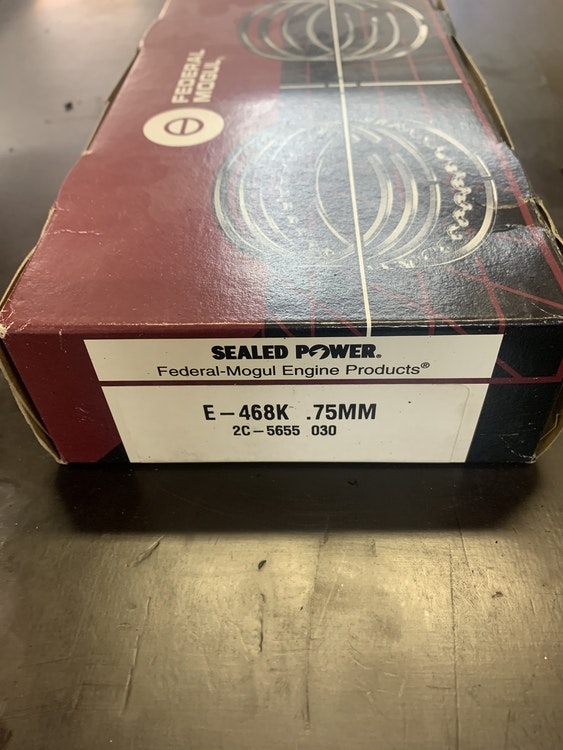 FEDERAL
MOGUL
SEALED POWER®
Federal-Mogul Engine Products®
E-468K .75MM
2C-5655 030